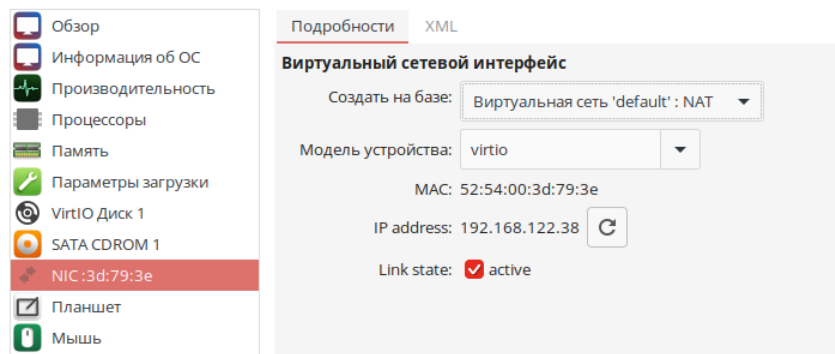 Обзор
Информация об ОС
Производительность
Процессоры
Память
Параметры загрузки
VirtIO Диск 1
SATA CDROM 1
NIC :3d:79:3e
Планшет
Мышь
Подробности XML
Виртуальный сетевой интерфейс
Создать на базе: Виртуальная сеть 'default' : NAT
Модель устройства: virtio
MAC: 52:54:00:3d:79:3e
IP address: 192.168.122.38
Link state: active